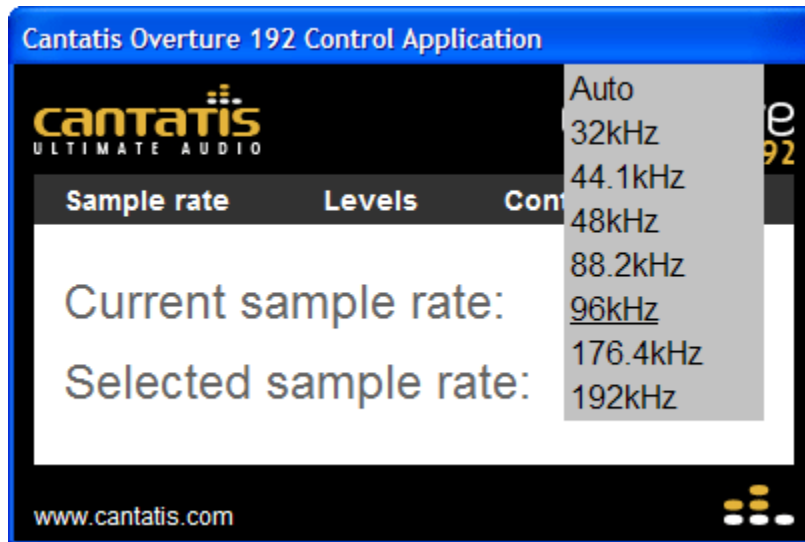 Cantatis Overture 192 Control Application
cantatis
ULTIMATE AUDIO
Sample rate
Levels
Current sample rate:
Selected sample rate:
Auto
32kHz
44.1kHz
48kHz
88.2kHz
96kHz
176.4kHz
192kHz
www.cantatis.com